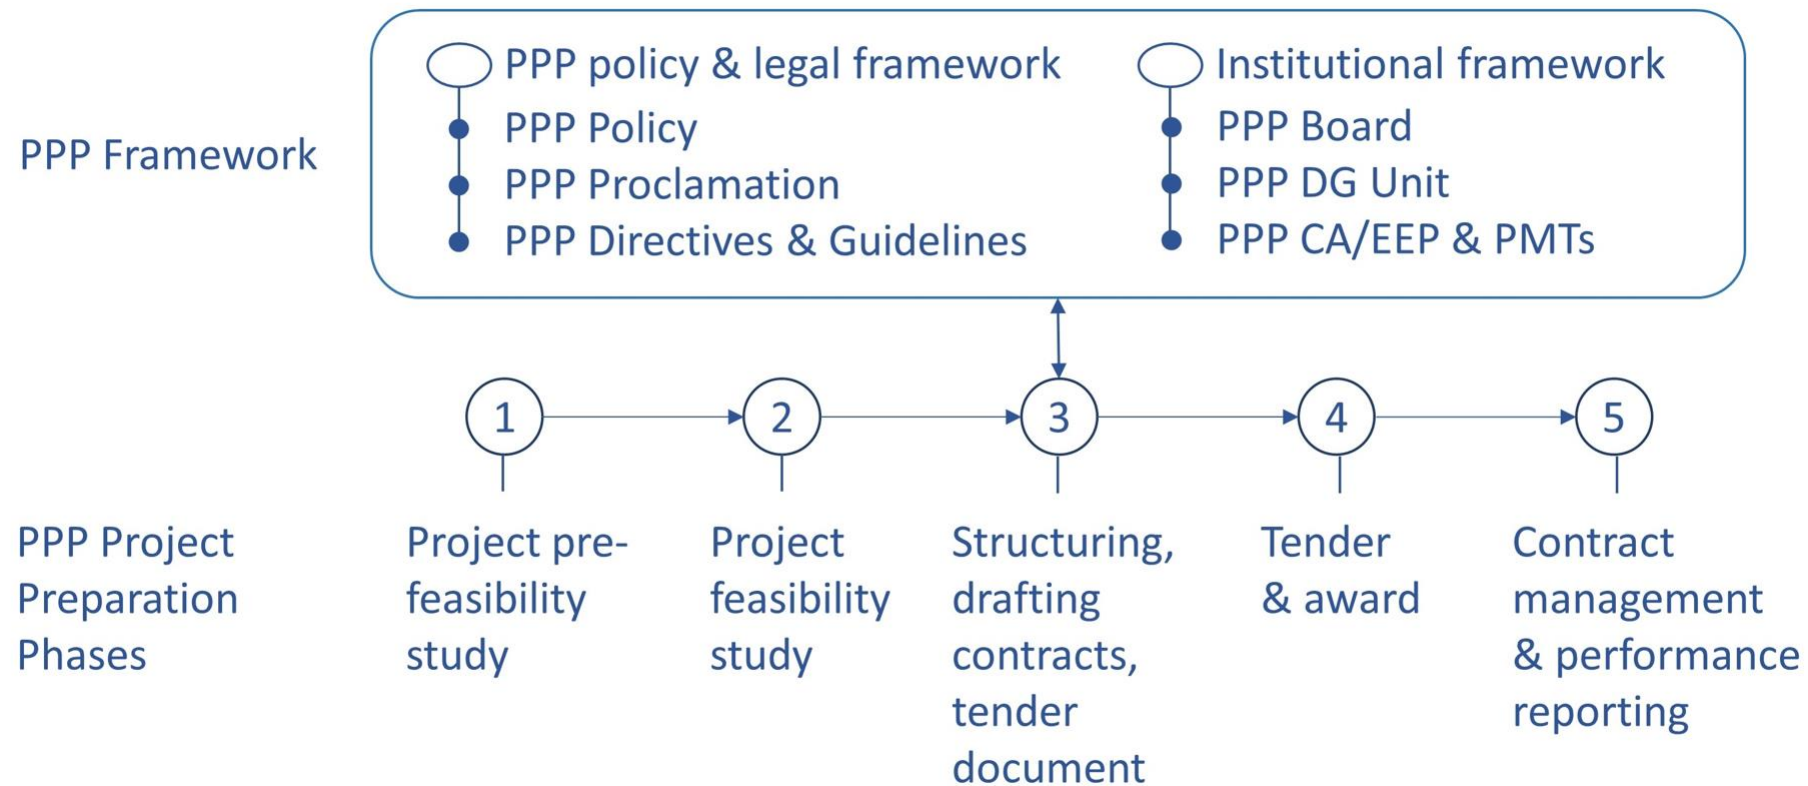 PPP Framework
PPP policy & legal framework
PPP Policy
PPP Proclamation
PPP Directives & Guidelines
Institutional framework
PPP Board
PPP DG Unit
PPP CA/EEP & PMTs
1
2
3
4
5
PPP Project
Preparation
Phases
Project pre-
feasibility
study
Project
feasibility
study
Structuring,
drafting
contracts,
tender
document
Tender
& award
Contract
management
& performance
reporting